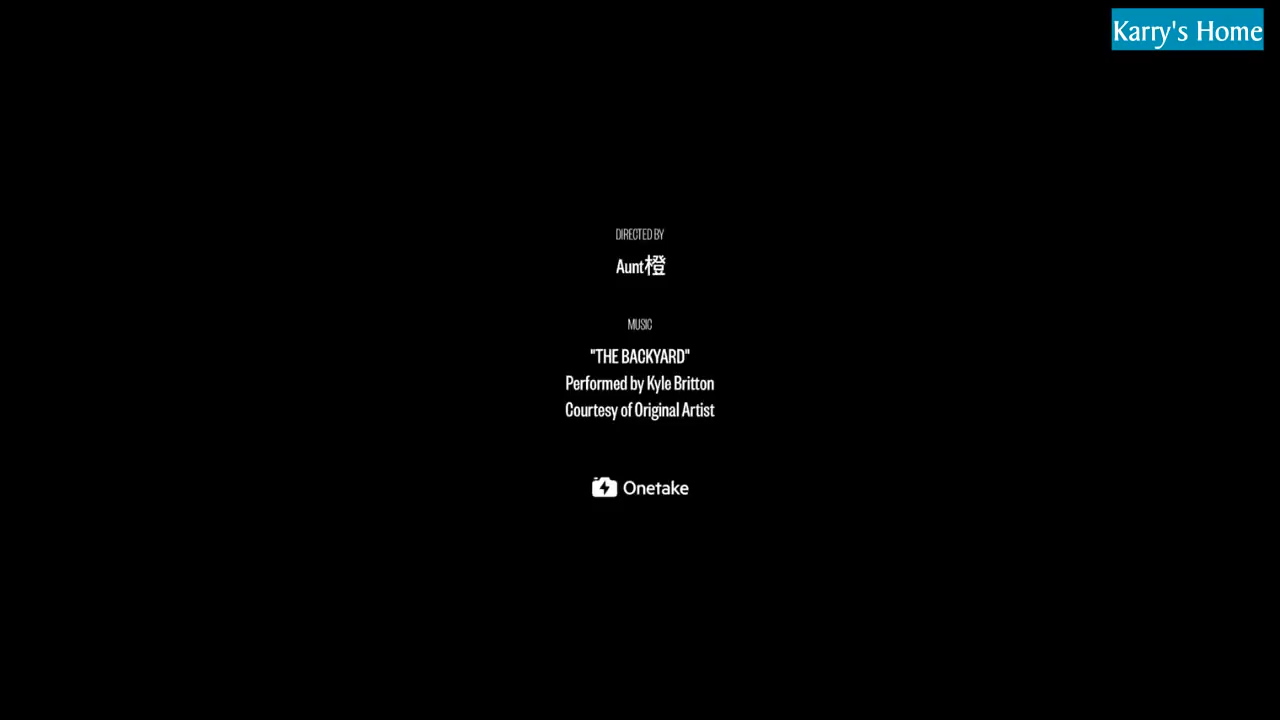 Karry's Home
DIRECTED BY
Aunt橙
MUSIC
"THE BACKYARD"
Performed by Kyle Britton
Courtesy of Original Artist
Onetake